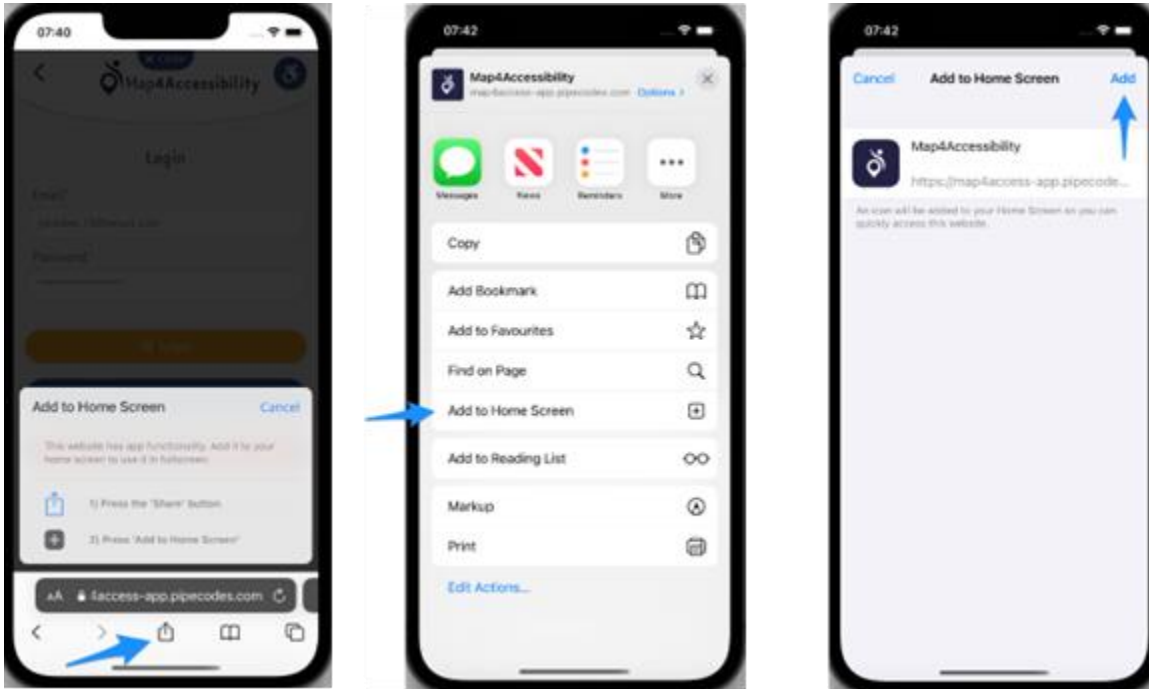 07:40
Map4Accessibility
Login
Email*
Password*
Add to Home Screen
Cancel
This website has app functionality. Add it to your
home screen to use it in fullscreen.
1) Press the 'Share' button
2) Press 'Add to Home Screen'
AA
4access-app.pipecodes.com
07:42
Map4Accessibility
map4access-app.pipecodes.com Options >
Messages
News
Reminders
More
Copy
Add Bookmark
Add to Favourites
Find on Page
Add to Home Screen
Add to Reading List
Markup
Print
Edit Actions...
07:42
Cancel Add to Home Screen Add
Map4Accessibility
https://map4access-app.pipecode...
An icon will be added to your Home Screen so you can
quickly access this website.